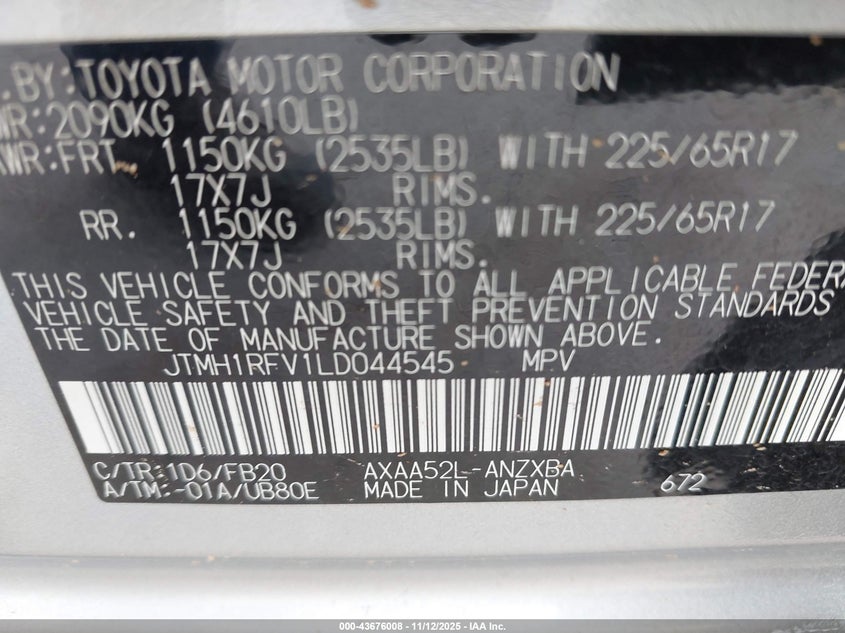 . BY: TOYOTA MOTOR CORPORATION
WR: 2090KG (4610LB)
WR: FRT 1150KG (2535LB) WITH 225/65R17
17X7J RIMS.
RR. 1150KG (2535LB) WITH 225/65R17
17X7J RIMS.
THIS VEHICLE CONFORMS TO ALL APPLICABLE FEDERA
VEHICLE SAFETY AND THEFT PREVENTION STANDARDS
THE DATE OF MANUFACTURE SHOWN ABOVE.
JTMH1RFV1LD044545 MPV
C/TR: 1D6/FB20 AXAA52L-ANZXBA
A/TM: -01A/UB80E MADE IN JAPAN 672
000-43676008 - 11/12/2025 - IAA Inc.